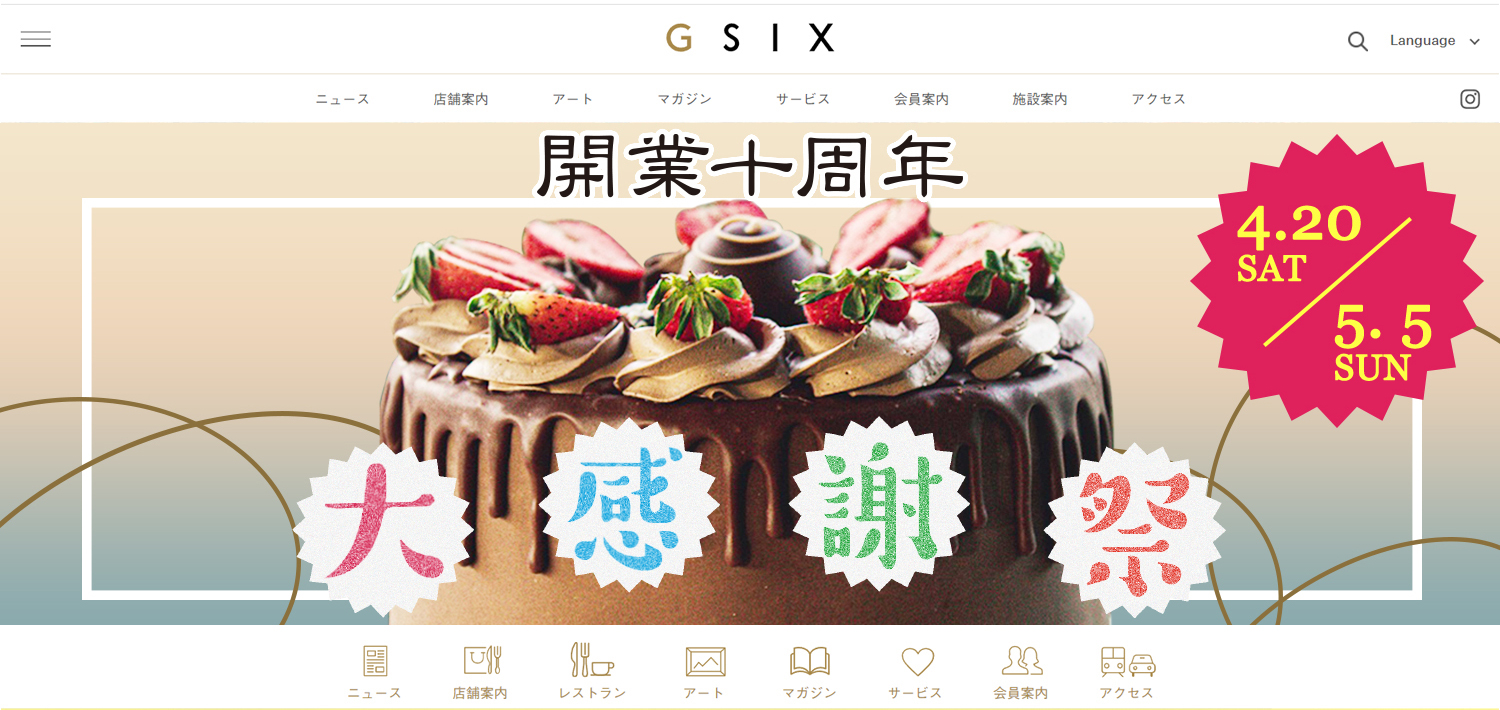 G SIX
Language
ニュース 店舗案内 アート マガジン サービス 会員案内 施設案内 アクセス
開業十周年
4.20
SAT
5.5
SUN
大感謝祭
ニュース 店舗案内 レストラン アート マガジン サービス 会員案内 アクセス